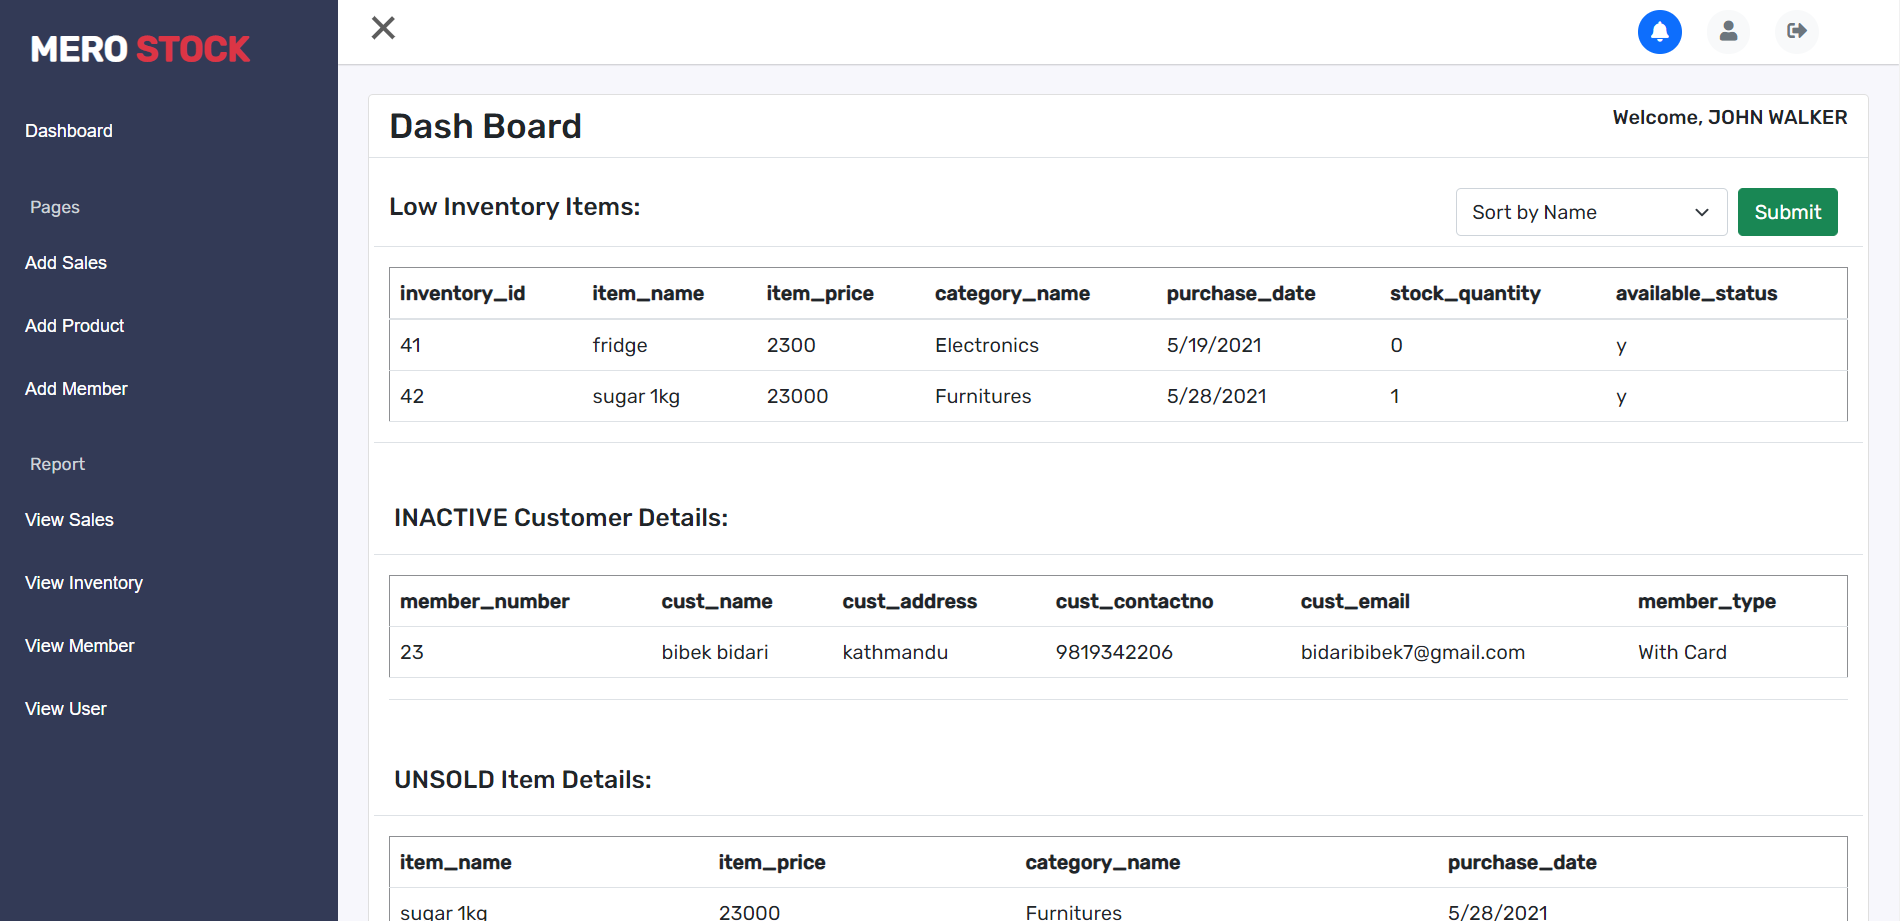 MERO STOCK
Dashboard
Pages
Add Sales
Add Product
Add Member
Report
View Sales
View Inventory
View Member
View User
Dash Board
Welcome, JOHN WALKER
Low Inventory Items:
Sort by Name
Submit
inventory_id item_name item_price category_name purchase_date stock_quantity available_status
41 fridge 2300 Electronics 5/19/2021 0 y
42 sugar 1kg 23000 Furnitures 5/28/2021 1 y
INACTIVE Customer Details:
member_number cust_name cust_address cust_contactno cust_email member_type
23 bibek bidari kathmandu 9819342206 bidaribibek7@gmail.com With Card
UNSOLD Item Details:
item_name item_price category_name purchase_date
sugar 1kg 23000 Furnitures 5/28/2021